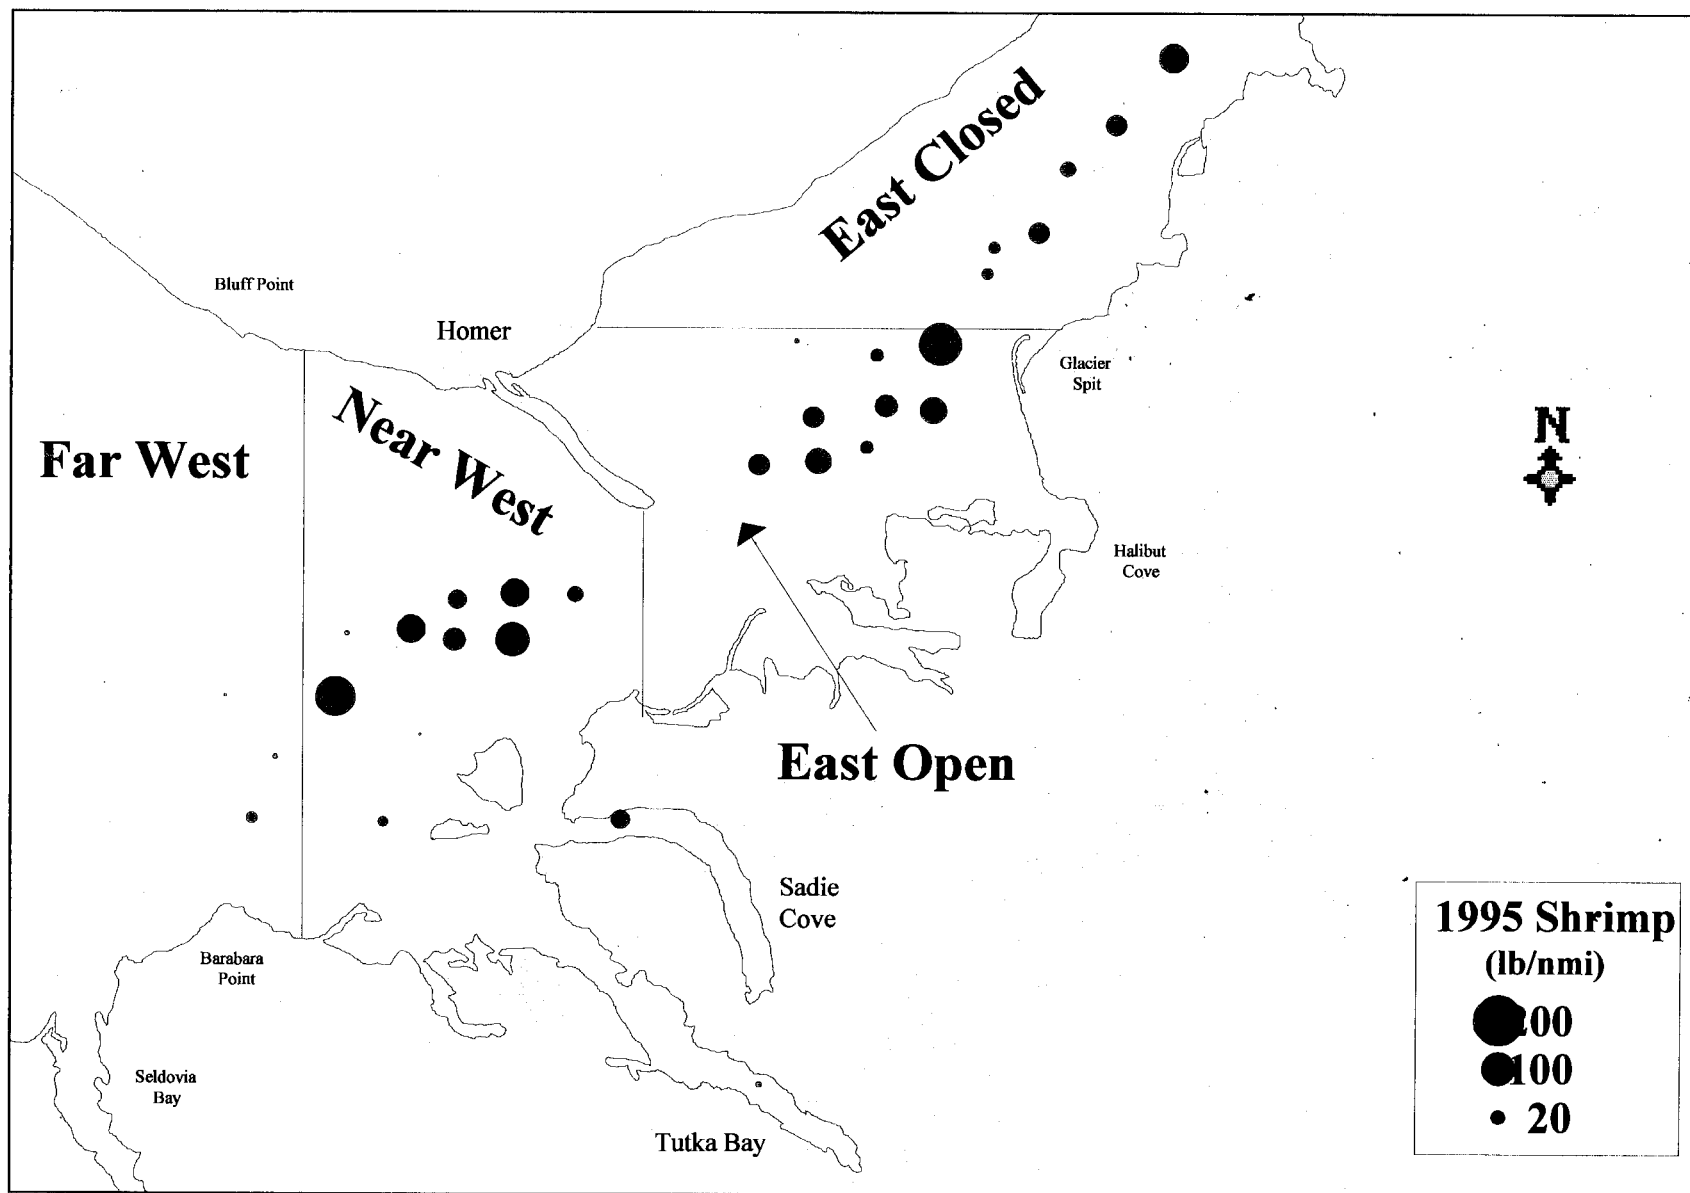 East Closed
Bluff Point
Homer
Glacier
Spit
Near West
Far West
N
Halibut
Cove
East Open
Sadie
Cove
Barabara
Point
Seldovia
Bay
Tutka Bay
1995 Shrimp
(lb/nmi)
200
100
20